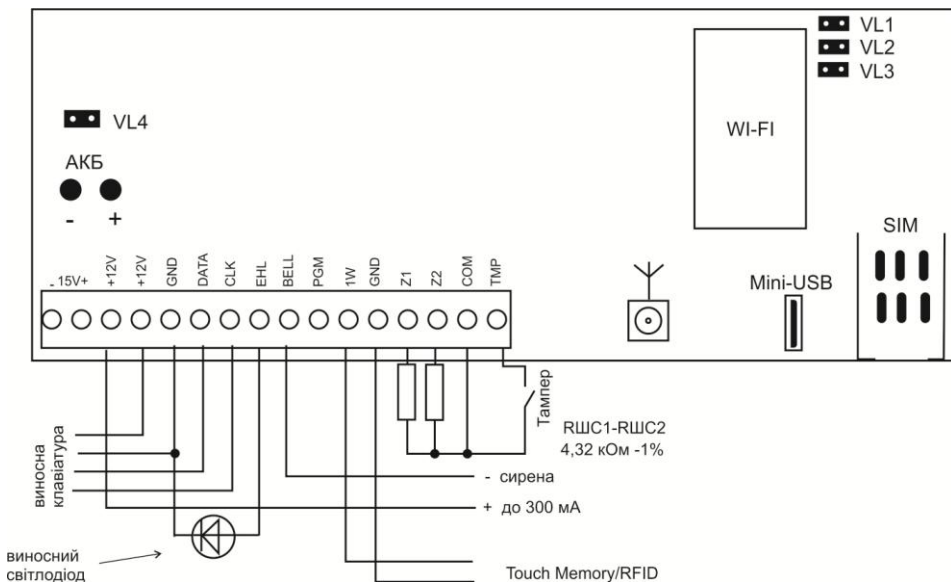 VL1
VL2
VL3
WI-FI
VL4
АКБ
- +
SIM
Mini-USB
- 15V+ +12V +12V GND DATA CLK EHL BELL PGM 1W GND Z1 Z2 COM TMP
Тампер
RШС1-RШС2
4,32 кОм -1%
виносна
клавіатура
- сирена
+ до 300 мА
виносний
світлодіод
Touch Memory/RFID